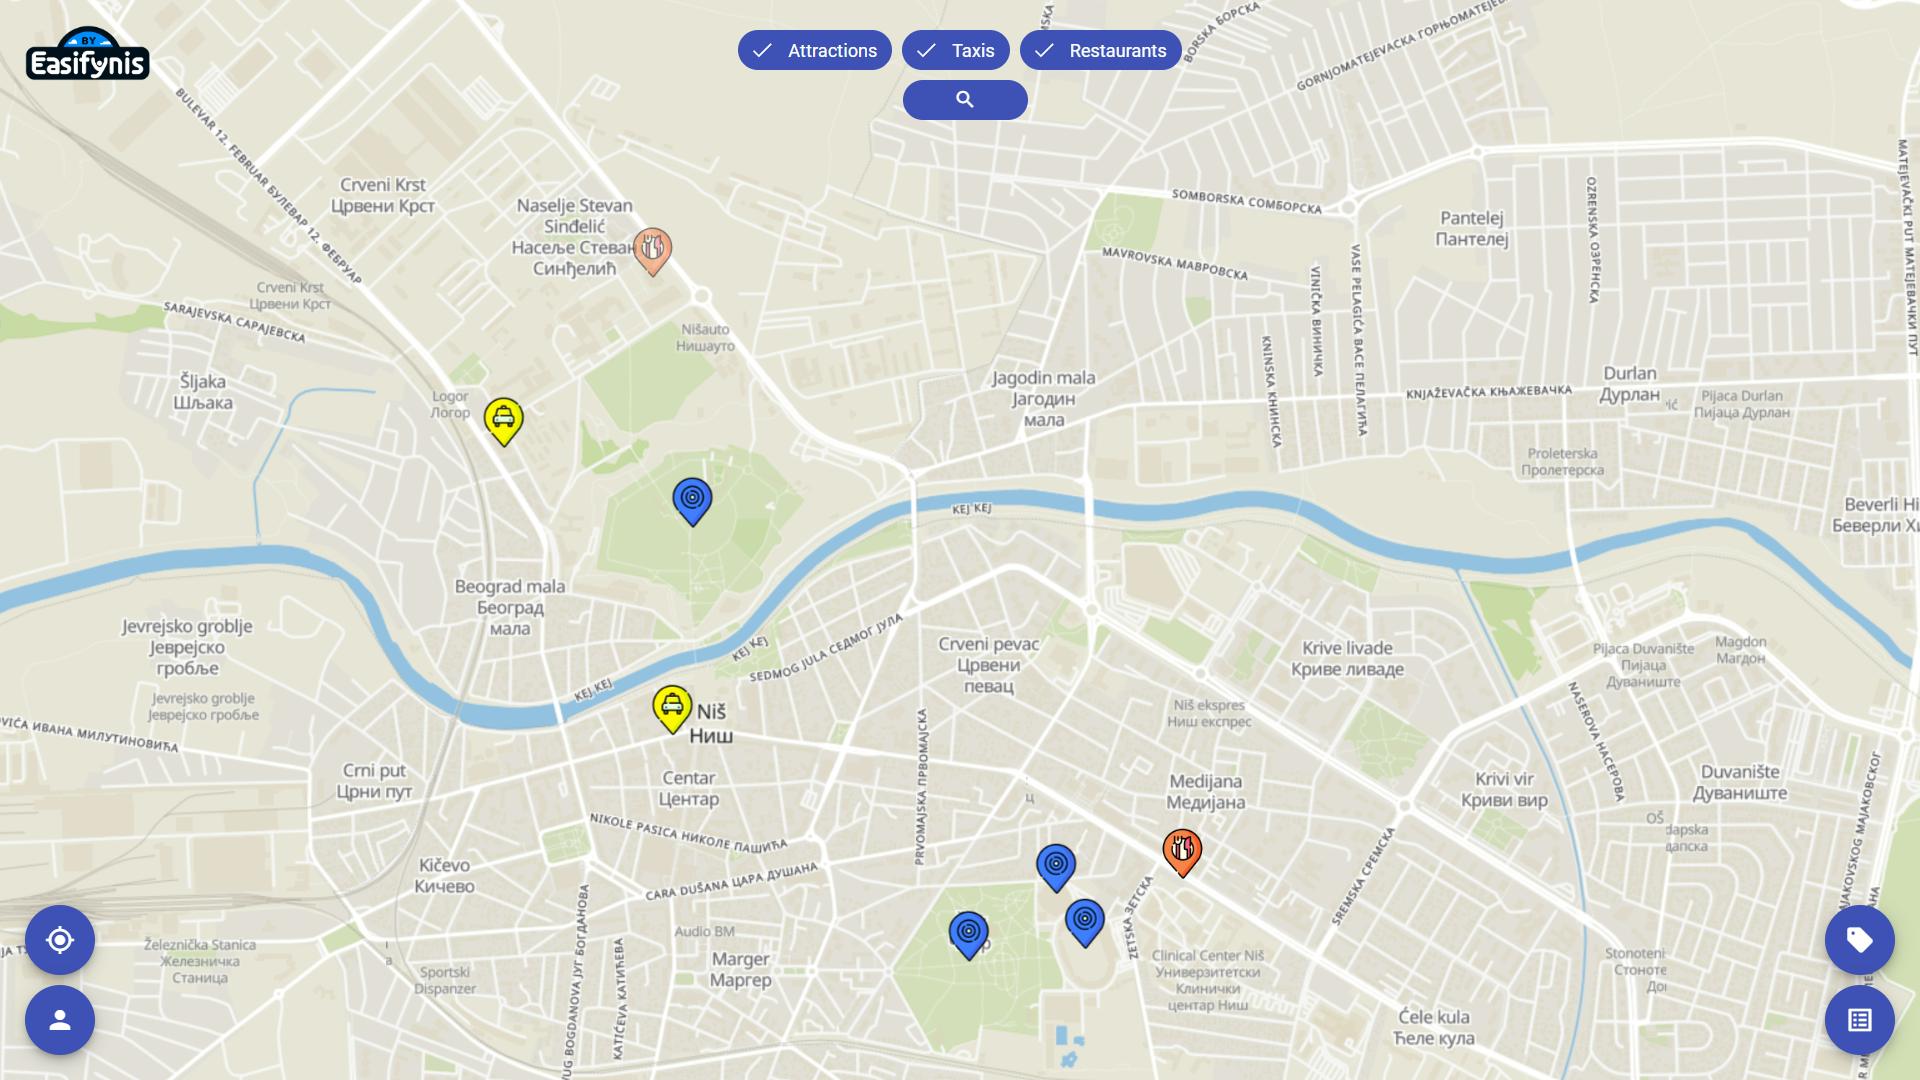 BY
Easifynis
Attractions
Taxis
Restaurants
BORSKA БОРСКА
GORNJOMATEJEVACKA ГОРЊОМАТЕЈЕВ
BULEVAR 12. FEBRUAR БУЛЕВАР 12. ФЕБРУАР
Crveni Krst
Црвени Крст
Naselje Stevan
Sinđelić
Насеље Стеван
Синђелић
SOMBORSKA СОМБОРСКА
Pantelej
Пантелеј
OZRENSKA ОЗРЕНСКА
МАТЕЈЕВАЧКИ PUT МАТЕЈЕВАЧКИ ПУТ
MAVROVSKA МАВРОВСКА
VASE PELAGIĆA ВАСЕ ПЕЛАГИЋА
VINIČKA ВИНИЧКА
KNINSKA КНИНСКА
Crveni Krst
Црвени Крст
SARAJEVSKA САРАЈЕВСКА
Nišauto
Нишауто
Šljaka
Шљака
Logor
Логор
Jagodin mala
Јагодин
мала
KNJAŽEVAČKA КЊАЖЕВАЧКА
Durlan
Дурлан
Pijaca Durlan
Пијаца Дурлан
Proleterska
Пролетерска
Beverli Hi
Беверли Хи
KEJ КЕЈ
Beograd mala
Београд
мала
Jevrejsko groblje
Јеврејско
гробље
Jevrejsko groblje
Јеврејско гробље
KEJ КЕЈ
KEJ КЕЈ
SEDMOG JULA СЕДМОГ ЈУЛА
Crveni pevac
Црвени
певац
Krive livade
Криве ливаде
Pijaca Duvanište
Пијаца
Дуваниште
Magdon
Магдон
Niš ekspres
Ниш експрес
NASEROVA НАСЕРОВА
Niš
Ниш
ИВАНА МИЛУТИНОВИЋА
Crni put
Црни пут
Centar
Центар
PRVOMAJSKA ПРВОМАЈСКА
Medijana
Медијана
Krivi vir
Криви вир
Duvanište
Дуваниште
NIKOLE PASICA НИКОЛЕ ПАШИЋА
OŠ
Kičevo
Кичево
CARA DUŠANA ЦАРА ДУШАНА
ZETSKA ЗЕТСКА
SREMSKA СРЕМСКА
JAKOVSKOG МАЈАКОВСКОГ
Audio BM
Železnička Stanica
Железничка
Станица
Sportski
Dispanzer
Marger
Маргер
BOGDANOVA ЈУГ БОГДАНОВА
KATIĆEVA КАТИЋЕВА
Clinical Center Niš
Универзитетски
Клинички
центар Ниш
Ćele kula
Ћеле кула
Stonoteni
Стоноте